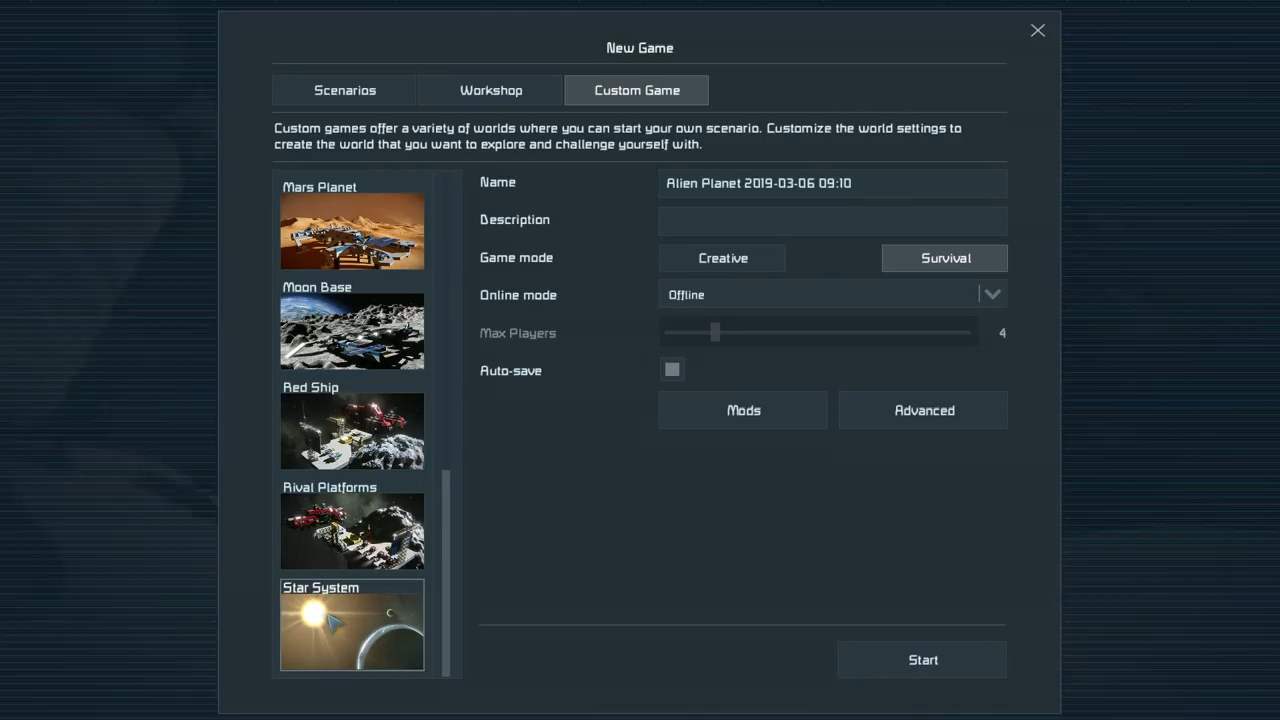 New Game
Scenarios
Workshop
Custom Game
Custom games offer a variety of worlds where you can start your own scenario. Customize the world settings to
create the world that you want to explore and challenge yourself with.
Mars Planet
Moon Base
Red Ship
Rival Platforms
Star System
Name
Alien Planet 2019-03-06 09:10
Description
Game mode
Creative
Survival
Online mode
Offline
Max Players
4
Auto-save
Mods
Advanced
Start